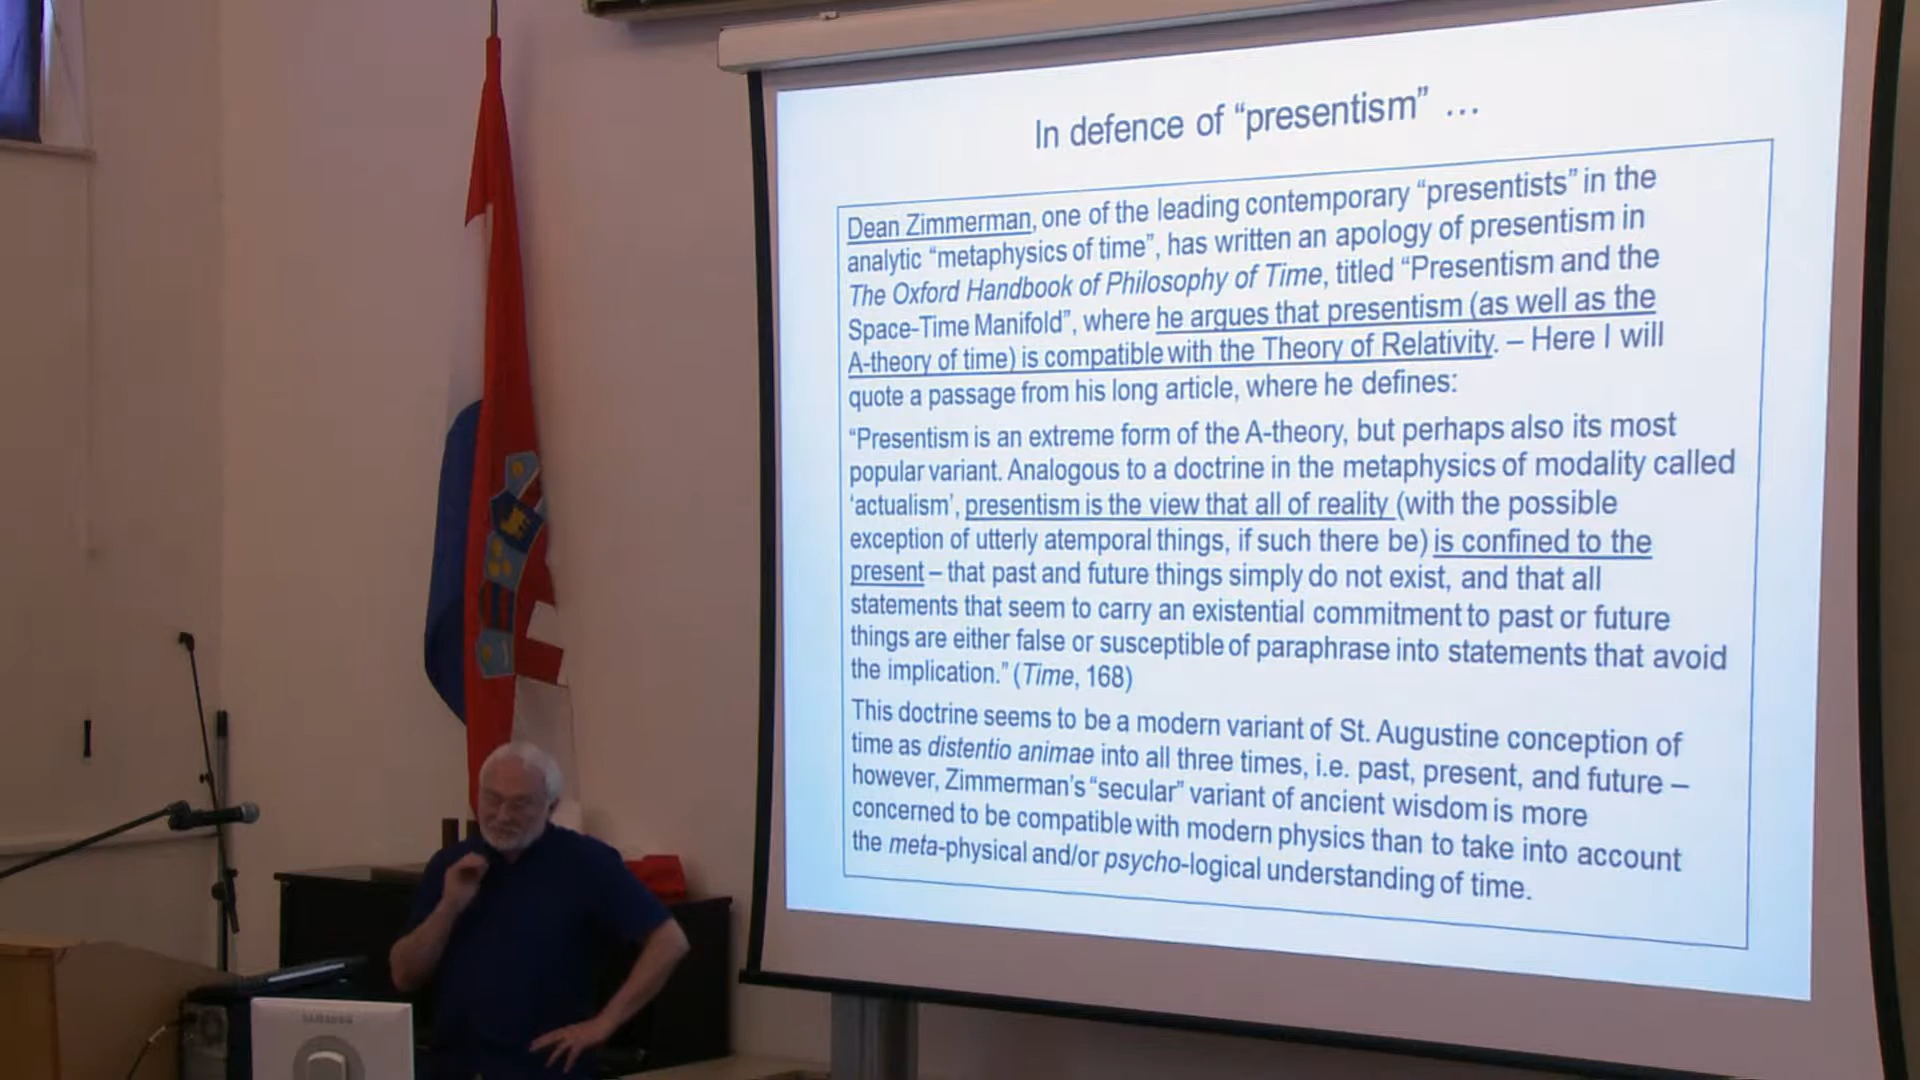 In defence of “presentism” …
Dean Zimmerman, one of the leading contemporary “presentists” in the
analytic “metaphysics of time”, has written an apology of presentism in
The Oxford Handbook of Philosophy of Time, titled “Presentism and the
Space-Time Manifold”, where he argues that presentism (as well as the
A-theory of time) is compatible with the Theory of Relativity. – Here I will
quote a passage from his long article, where he defines:
“Presentism is an extreme form of the A-theory, but perhaps also its most
popular variant. Analogous to a doctrine in the metaphysics of modality called
‘actualism’, presentism is the view that all of reality (with the possible
exception of utterly atemporal things, if such there be) is confined to the
present – that past and future things simply do not exist, and that all
statements that seem to carry an existential commitment to past or future
things are either false or susceptible of paraphrase into statements that avoid
the implication.” (Time, 168)
This doctrine seems to be a modern variant of St. Augustine conception of
time as distentio animae into all three times, i.e. past, present, and future –
however, Zimmerman’s “secular” variant of ancient wisdom is more
concerned to be compatible with modern physics than to take into account
the meta-physical and/or psycho-logical understanding of time.
SAMSUNG